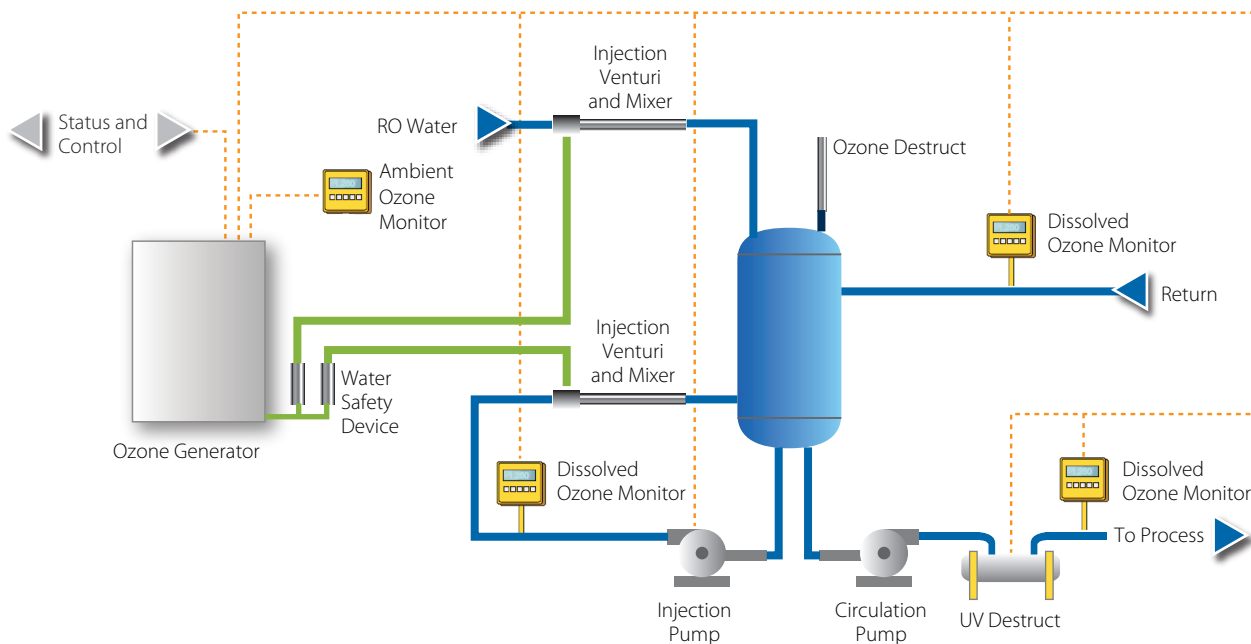 Injection
Venturi
and Mixer
Status and
Control
RO Water
Ozone Destruct
Ambient
Ozone
Monitor
Dissolved
Ozone Monitor
Return
Injection
Venturi
and Mixer
Water
Safety
Device
Ozone Generator
Dissolved
Ozone Monitor
Dissolved
Ozone Monitor
To Process
Injection
Pump
Circulation
Pump
UV Destruct